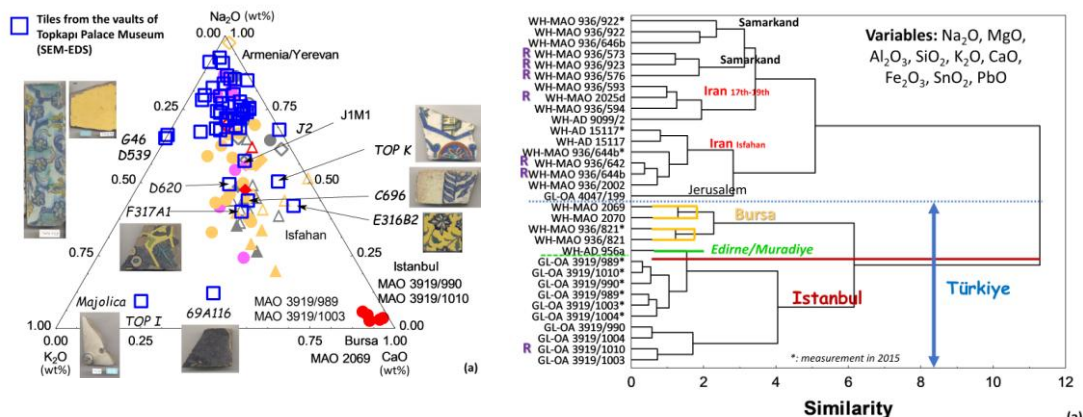 Tiles from the vaults of
Topkapı Palace Museum
(SEM-EDS)
Na₂O (wt%)
0.00 1.00
Armenia/Yerevan
0.25
0.75
G46
D539
J1M1
J2
TOP K
0.50
0.50
D620
C696
F317A1
E316B2
Isfahan
0.75
0.25
Istanbul
MAO 3919/990
MAO 3919/1010
Majolica
TOP I
69A116
MAO 3919/989
MAO 3919/1003
1.00
0.00
0.00
0.25
0.50
0.75
1.00
K₂O
(wt%)
Bursa
MAO 2069
CaO
(wt%)
(a)
WH-MAO 936/922*
WH-MAO 936/922
WH-MAO 936/646b
R WH-MAO 936/573
R WH-MAO 936/923
R WH-MAO 936/576
WH-MAO 936/593
R WH-MAO 2025d
WH-MAO 936/594
WH-AD 9099/2
WH-AD 15117*
WH-AD 15117
WH-MAO 936/644b*
R WH-MAO 936/642
R WH-MAO 936/644b
WH-MAO 936/2002
GL-OA 4047/199
WH-MAO 2069
WH-MAO 2070
WH-MAO 936/821*
WH-MAO 936/821
WH-AD 956a
GL-OA 3919/989*
GL-OA 3919/1010*
GL-OA 3919/990*
GL-OA 3919/989*
GL-OA 3919/1003*
GL-OA 3919/1004*
GL-OA 3919/990
GL-OA 3919/1004
R GL-OA 3919/1010
GL-OA 3919/1003
Samarkand
Samarkand
Iran 17th-19th
Iran Isfahan
Jerusalem
Bursa
Edirne/Muradiye
Istanbul
Türkiye
Variables: Na₂O, MgO,
Al₂O₃, SiO₂, K₂O, CaO,
Fe₂O₃, SnO₂, PbO
*: measurement in 2015
0 2 4 6 8 10 12
Similarity